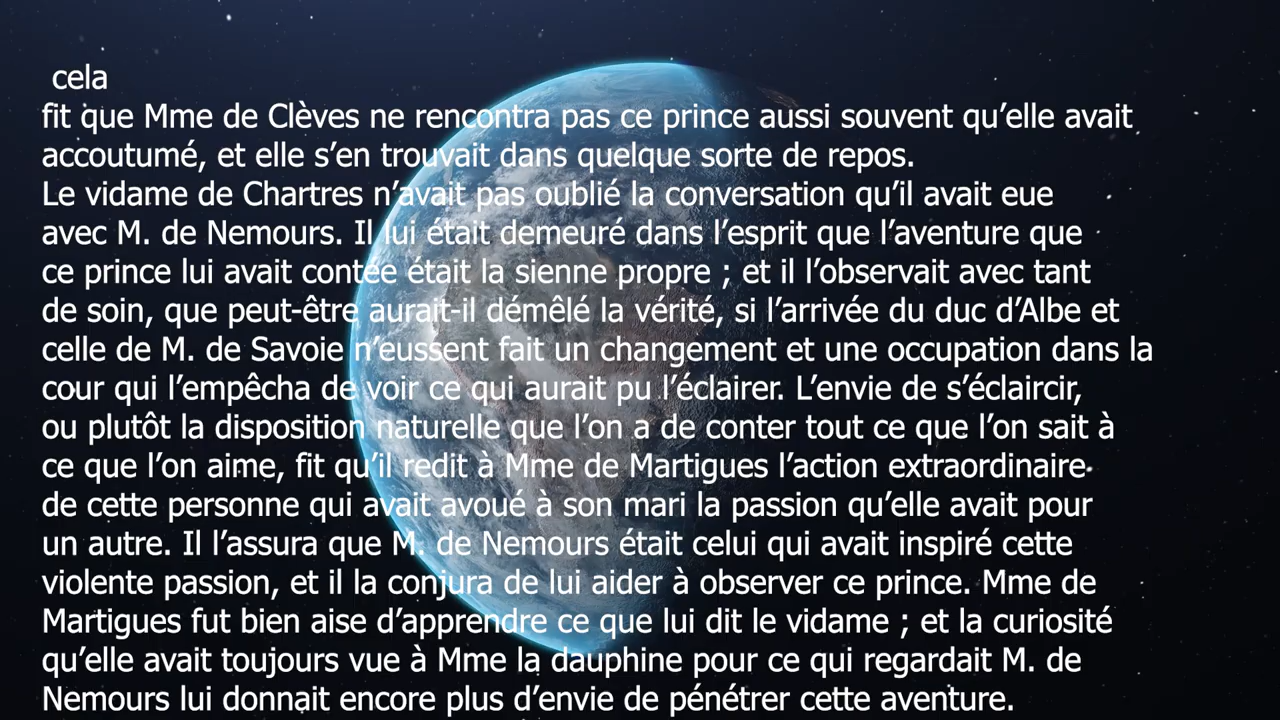 cela
fit que Mme de Clèves ne rencontra pas ce prince aussi souvent qu’elle avait
accoutumé, et elle s’en trouvait dans quelque sorte de repos.
Le vidame de Chartres n’avait pas oublié la conversation qu’il avait eue
avec M. de Nemours. Il lui était demeuré dans l’esprit que l’aventure que
ce prince lui avait contée était la sienne propre ; et il l’observait avec tant
de soin, que peut-être aurait-il démêlé la vérité, si l’arrivée du duc d’Albe et
celle de M. de Savoie n’eussent fait un changement et une occupation dans la
cour qui l’empêcha de voir ce qui aurait pu l’éclairer. L’envie de s’éclaircir,
ou plutôt la disposition naturelle que l’on a de conter tout ce que l’on sait à
ce que l’on aime, fit qu’il redit à Mme de Martigues l’action extraordinaire
de cette personne qui avait avoué à son mari la passion qu’elle avait pour
un autre. Il l’assura que M. de Nemours était celui qui avait inspiré cette
violente passion, et il la conjura de lui aider à observer ce prince. Mme de
Martigues fut bien aise d’apprendre ce que lui dit le vidame ; et la curiosité
qu’elle avait toujours vue à Mme la dauphine pour ce qui regardait M. de
Nemours lui donnait encore plus d’envie de pénétrer cette aventure.